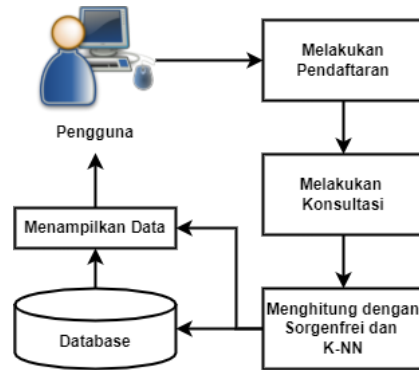 Pengguna
Melakukan
Pendaftaran
Melakukan
Konsultasi
Menghitung dengan
Sorgenfrei dan
K-NN
Menampilkan Data
Database